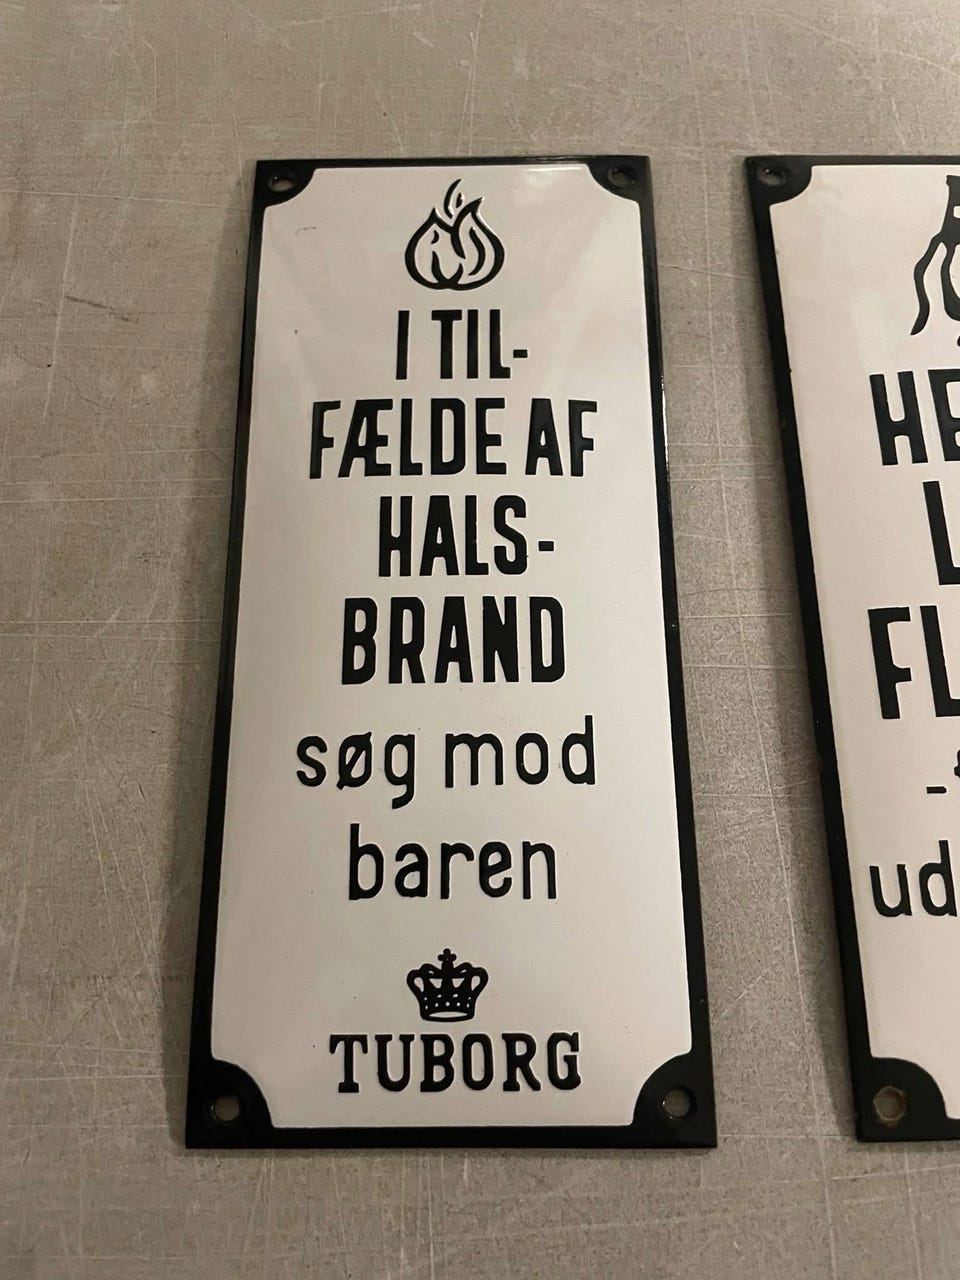 I TIL-
FÆLDE AF
HALS-
BRAND
søg mod
baren
TUBORG